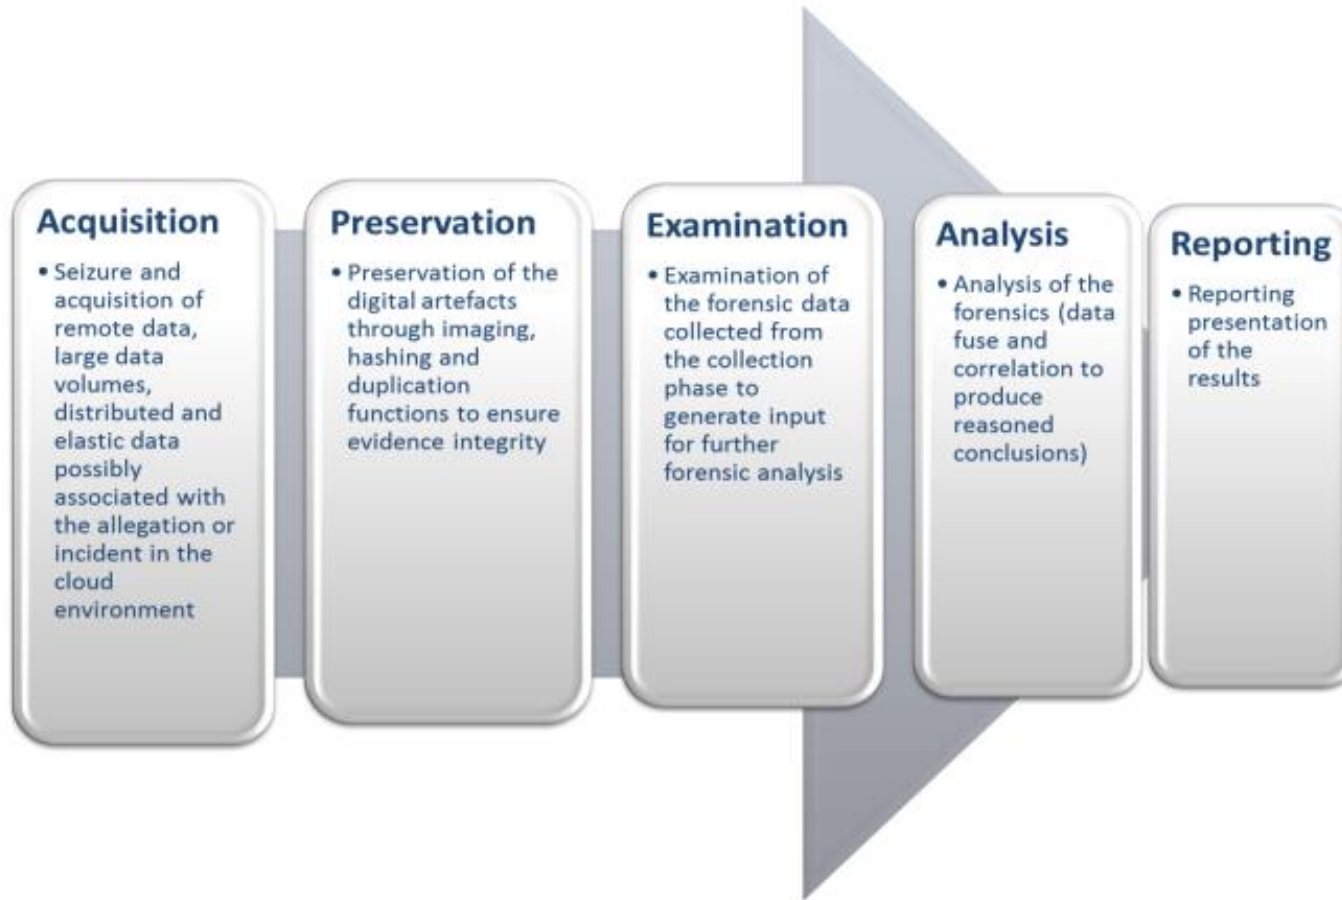 Acquisition
• Seizure and
acquisition of
remote data,
large data
volumes,
distributed and
elastic data
possibly
associated with
the allegation or
incident in the
cloud
environment
Preservation
• Preservation of the
digital artefacts
through imaging,
hashing and
duplication
functions to ensure
evidence integrity
Examination
• Examination of
the forensic data
collected from
the collection
phase to
generate input
for further
forensic analysis
Analysis
• Analysis of the
forensics (data
fuse and
correlation to
produce
reasoned
conclusions)
Reporting
• Reporting
presentation
of the
results